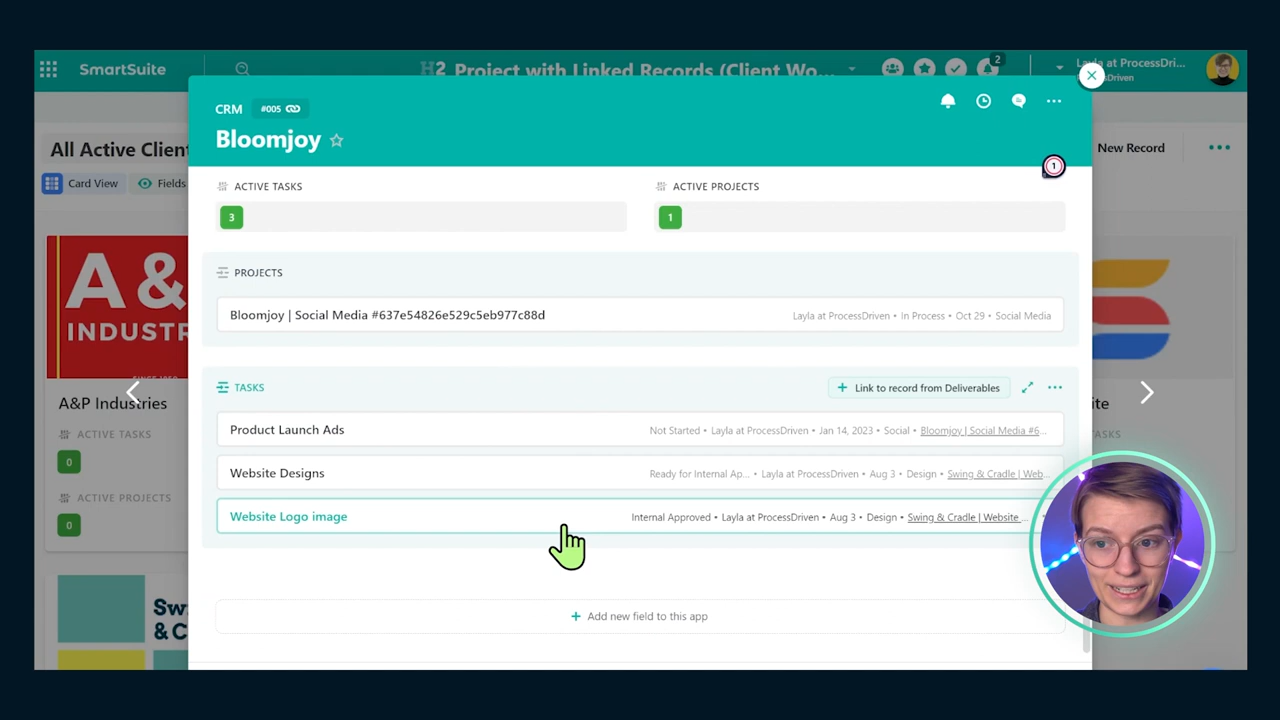 SmartSuite
H2 Project with Linked Records (Client Wo...
2
Layla at ProcessDri...
All Active Client
New Record
Card View
Fields
CRM
#005
Bloomjoy
1
ACTIVE TASKS
ACTIVE PROJECTS
3
1
PROJECTS
Bloomjoy | Social Media #637e54826e529c5eb977c88d
Layla at ProcessDriven • In Process • Oct 29 • Social Media
TASKS
Link to record from Deliverables
Product Launch Ads
Not Started • Layla at ProcessDriven • Jan 14, 2023 • Social • Bloomjoy | Social Media #6...
Website Designs
Ready for Internal Ap... • Layla at ProcessDriven • Aug 3 • Design • Swing & Cradle | Web...
Website Logo image
Internal Approved • Layla at ProcessDriven • Aug 3 • Design • Swing & Cradle | Website ...
Add new field to this app
A &
INDUSTR
A&P Industries
ACTIVE TASKS
0
ACTIVE PROJECTS
0
Sw
& C